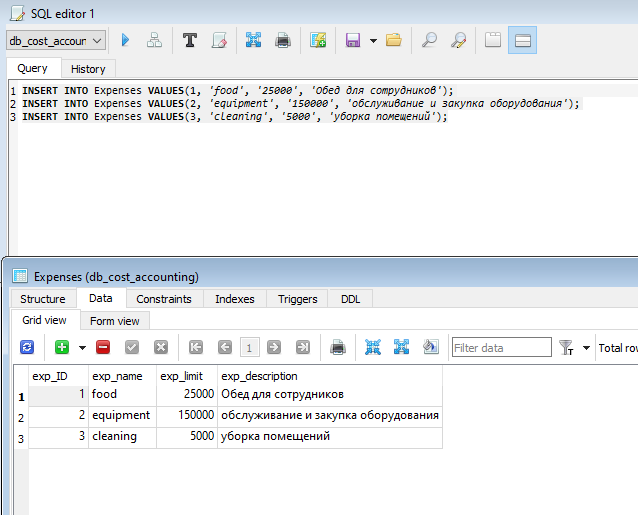 SQL editor 1
db_cost_accour
Query History
1 INSERT INTO Expenses VALUES(1, 'food', '25000', 'Обед для сотрудников');
2 INSERT INTO Expenses VALUES(2, 'equipment', '150000', 'обслуживание и закупка оборудования');
3 INSERT INTO Expenses VALUES(3, 'cleaning', '5000', 'уборка помещений');
Expenses (db_cost_accounting)
Structure Data Constraints Indexes Triggers DDL
Grid view Form view
1 Filter data T Total rov
exp_ID exp_name exp_limit exp_description
1 1 food 25000 Обед для сотрудников
2 2 equipment 150000 обслуживание и закупка оборудования
3 3 cleaning 5000 уборка помещений